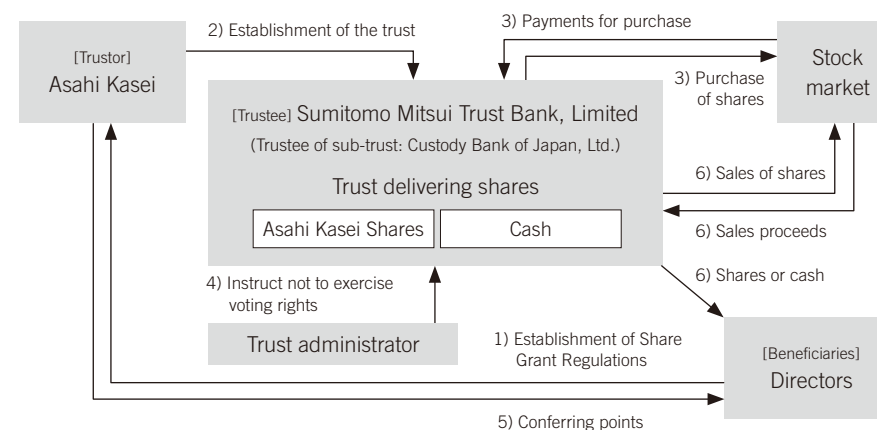 [Trustor]
Asahi Kasei
2) Establishment of the trust
3) Payments for purchase
Stock
market
3) Purchase
of shares
[Trustee] Sumitomo Mitsui Trust Bank, Limited
(Trustee of sub-trust: Custody Bank of Japan, Ltd.)
Trust delivering shares
Asahi Kasei Shares
Cash
6) Sales of shares
6) Sales proceeds
4) Instruct not to exercise
voting rights
6) Shares or cash
Trust administrator
1) Establishment of Share
Grant Regulations
[Beneficiaries]
Directors
5) Conferring points